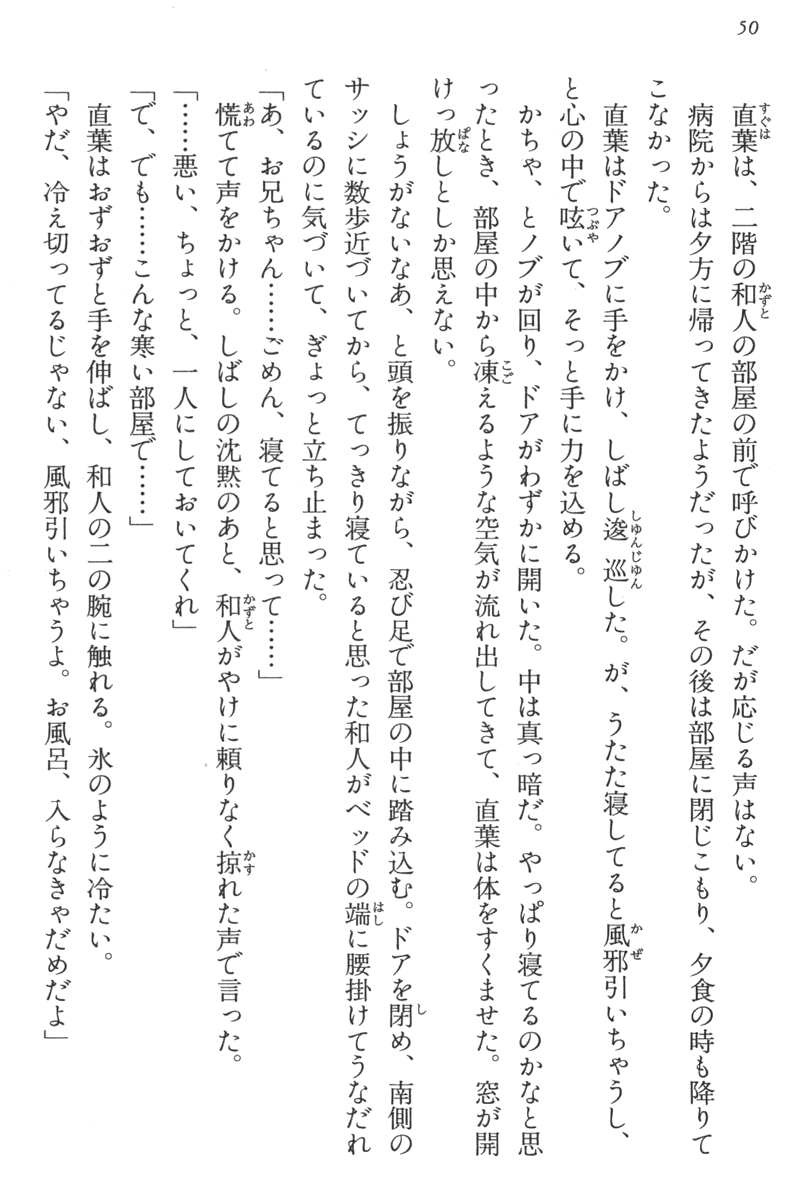 50
直葉は、二階の和人の部屋の前で呼びかけた。だが応じる声はない。
病院からは夕方に帰ってきたようだったが、その後は部屋に閉じこもり、夕食の時も降りて
こなかった。
直葉はドアノブに手をかけ、しばし逡巡した。が、うたた寝してると風邪引いちゃうし、
と心の中で呟いて、そっと手に力を込める。
かちゃ、とノブが回り、ドアがわずかに開いた。中は真っ暗だ。やっぱり寝てるのかなと思
ったとき、部屋の中から凍えるような空気が流れ出してきて、直葉は体をすくませた。窓が開
けっ放しとしか思えない。
しょうがないなあ、と頭を振りながら、忍び足で部屋の中に踏み込む。ドアを閉め、南側の
サッシに数歩近づいてから、てっきり寝ていると思った和人がベッドの端に腰掛けてうなだれ
ているのに気づいて、ぎょっと立ち止まった。
「あ、お兄ちゃん……ごめん、寝てると思って……」
慌てて声をかける。しばしの沈黙のあと、和人がやけに頼りなく掠れた声で言った。
「……悪い、ちょっと、一人にしておいてくれ」
「で、でも……こんな寒い部屋で……」
直葉はおずおずと手を伸ばし、和人の二の腕に触れる。氷のように冷たい。
「やだ、冷え切ってるじゃない、風邪引いちゃうよ。お風呂、入らなきゃだめだよ」